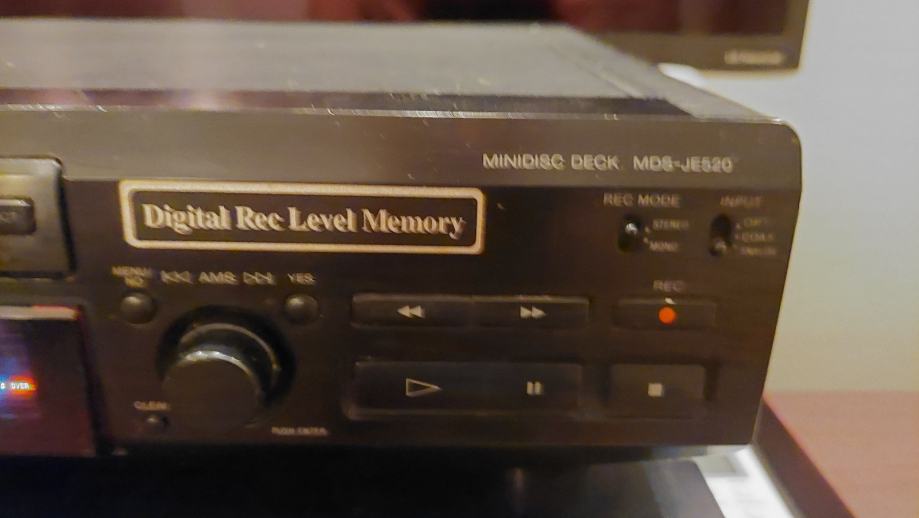 MINIDISC DECK MDS-JE520
Digital Rec Level Memory
REC MODE
INPUT
STEREO
MONO
OPT
COAX
MENU/
NO
AMS
YES
REC
OVER
CLEAR
PUSH ENTER